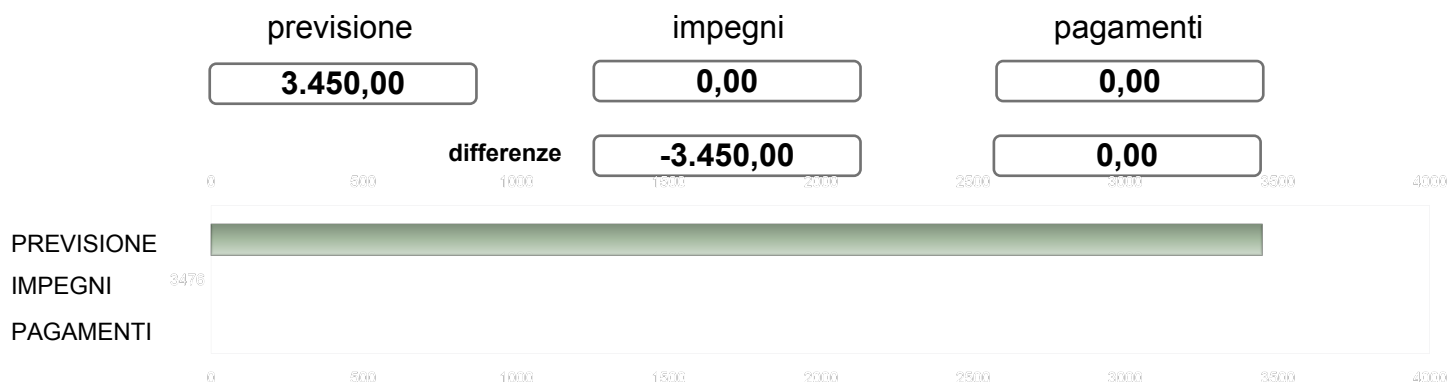 previsione impegni pagamenti
3.450,00 0,00 0,00
differenze -3.450,00 0,00
0 500 1000 1500 2000 2500 3000 3500 4000
PREVISIONE
IMPEGNI 3476
PAGAMENTI
0 500 1000 1500 2000 2500 3000 3500 4000